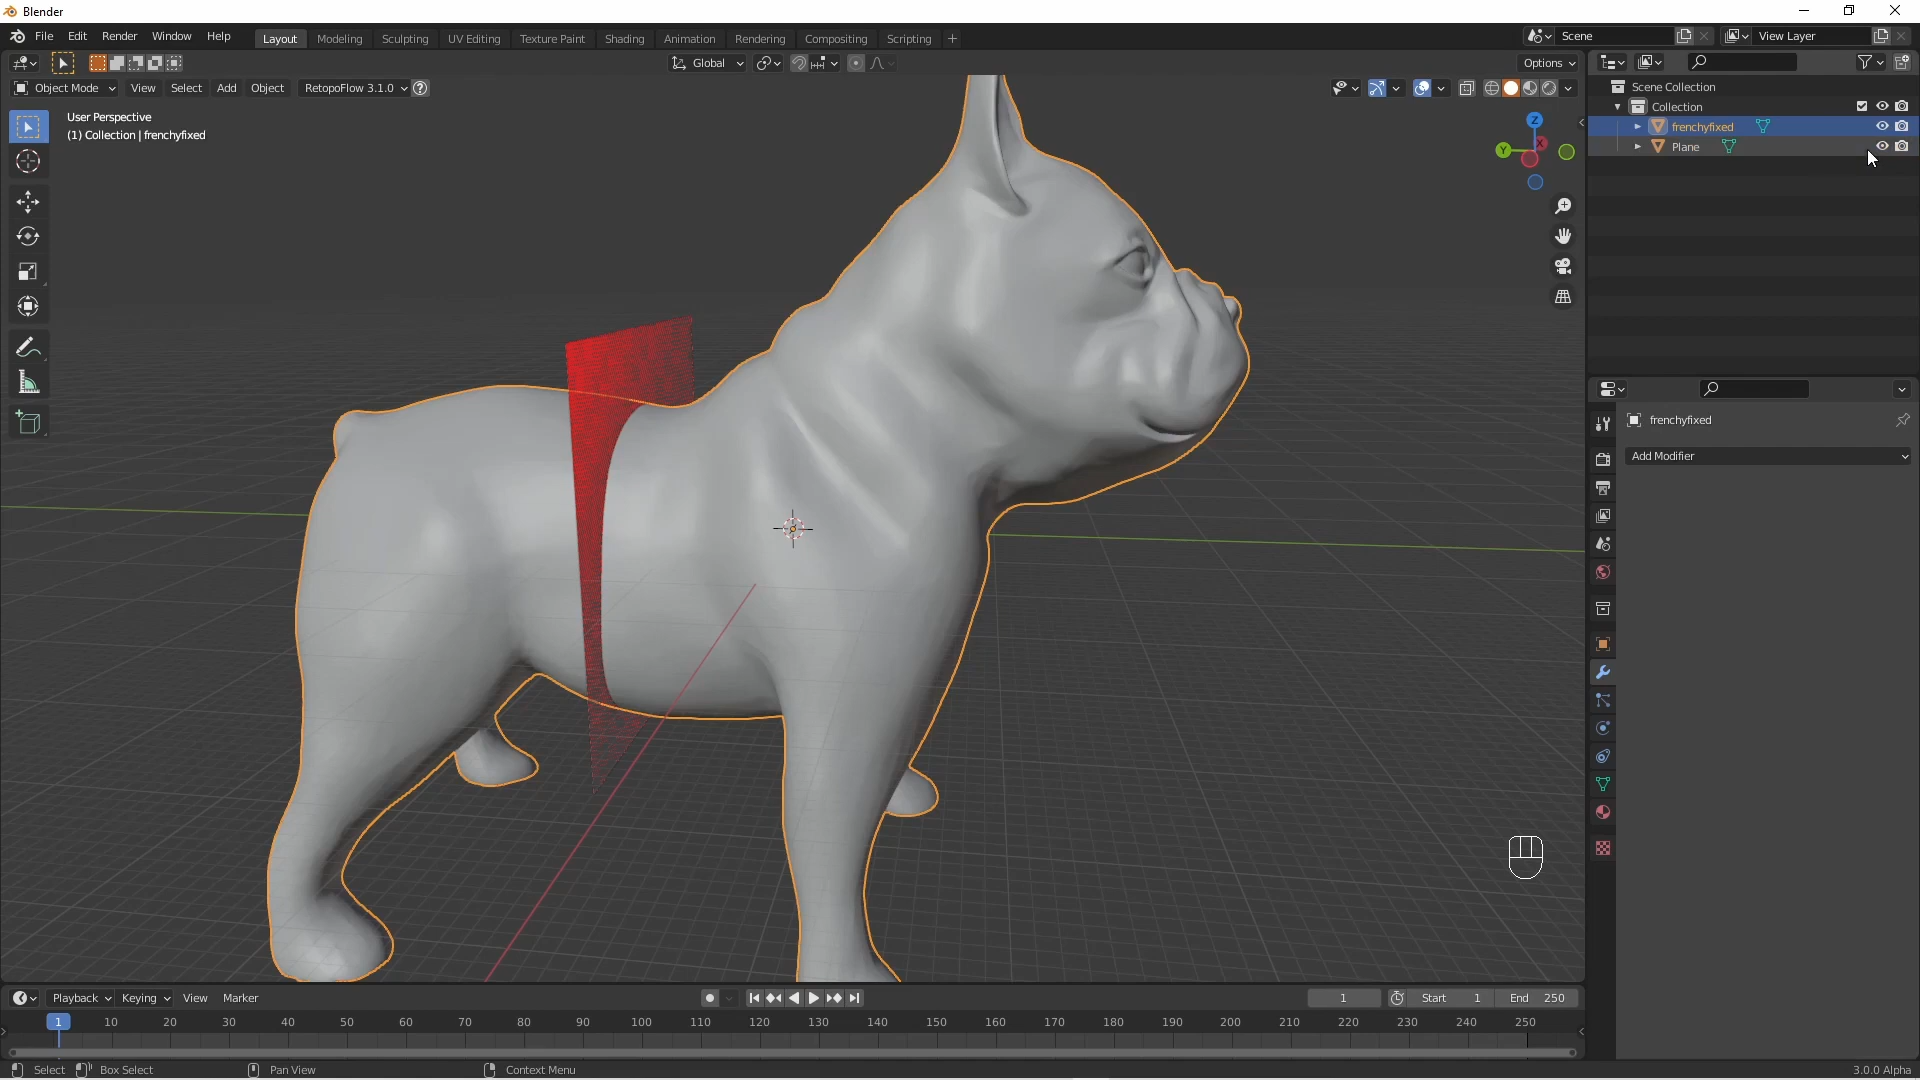 Blender
File Edit Render Window Help
Layout Modeling Sculpting UV Editing Texture Paint Shading Animation Rendering Compositing Scripting +
Scene
View Layer
Global
Options
Object Mode View Select Add Object RetopoFlow 3.1.0 ?
User Perspective
(1) Collection | frenchyfixed
Z
Y
X
Scene Collection
Collection
frenchyfixed
Plane
frenchyfixed
Add Modifier
Playback Keying View Marker
1 Start 1 End 250
1 10 20 30 40 50 60 70 80 90 100 110 120 130 140 150 160 170 180 190 200 210 220 230 240 250
Select Box Select Pan View Context Menu 3.0.0 Alpha